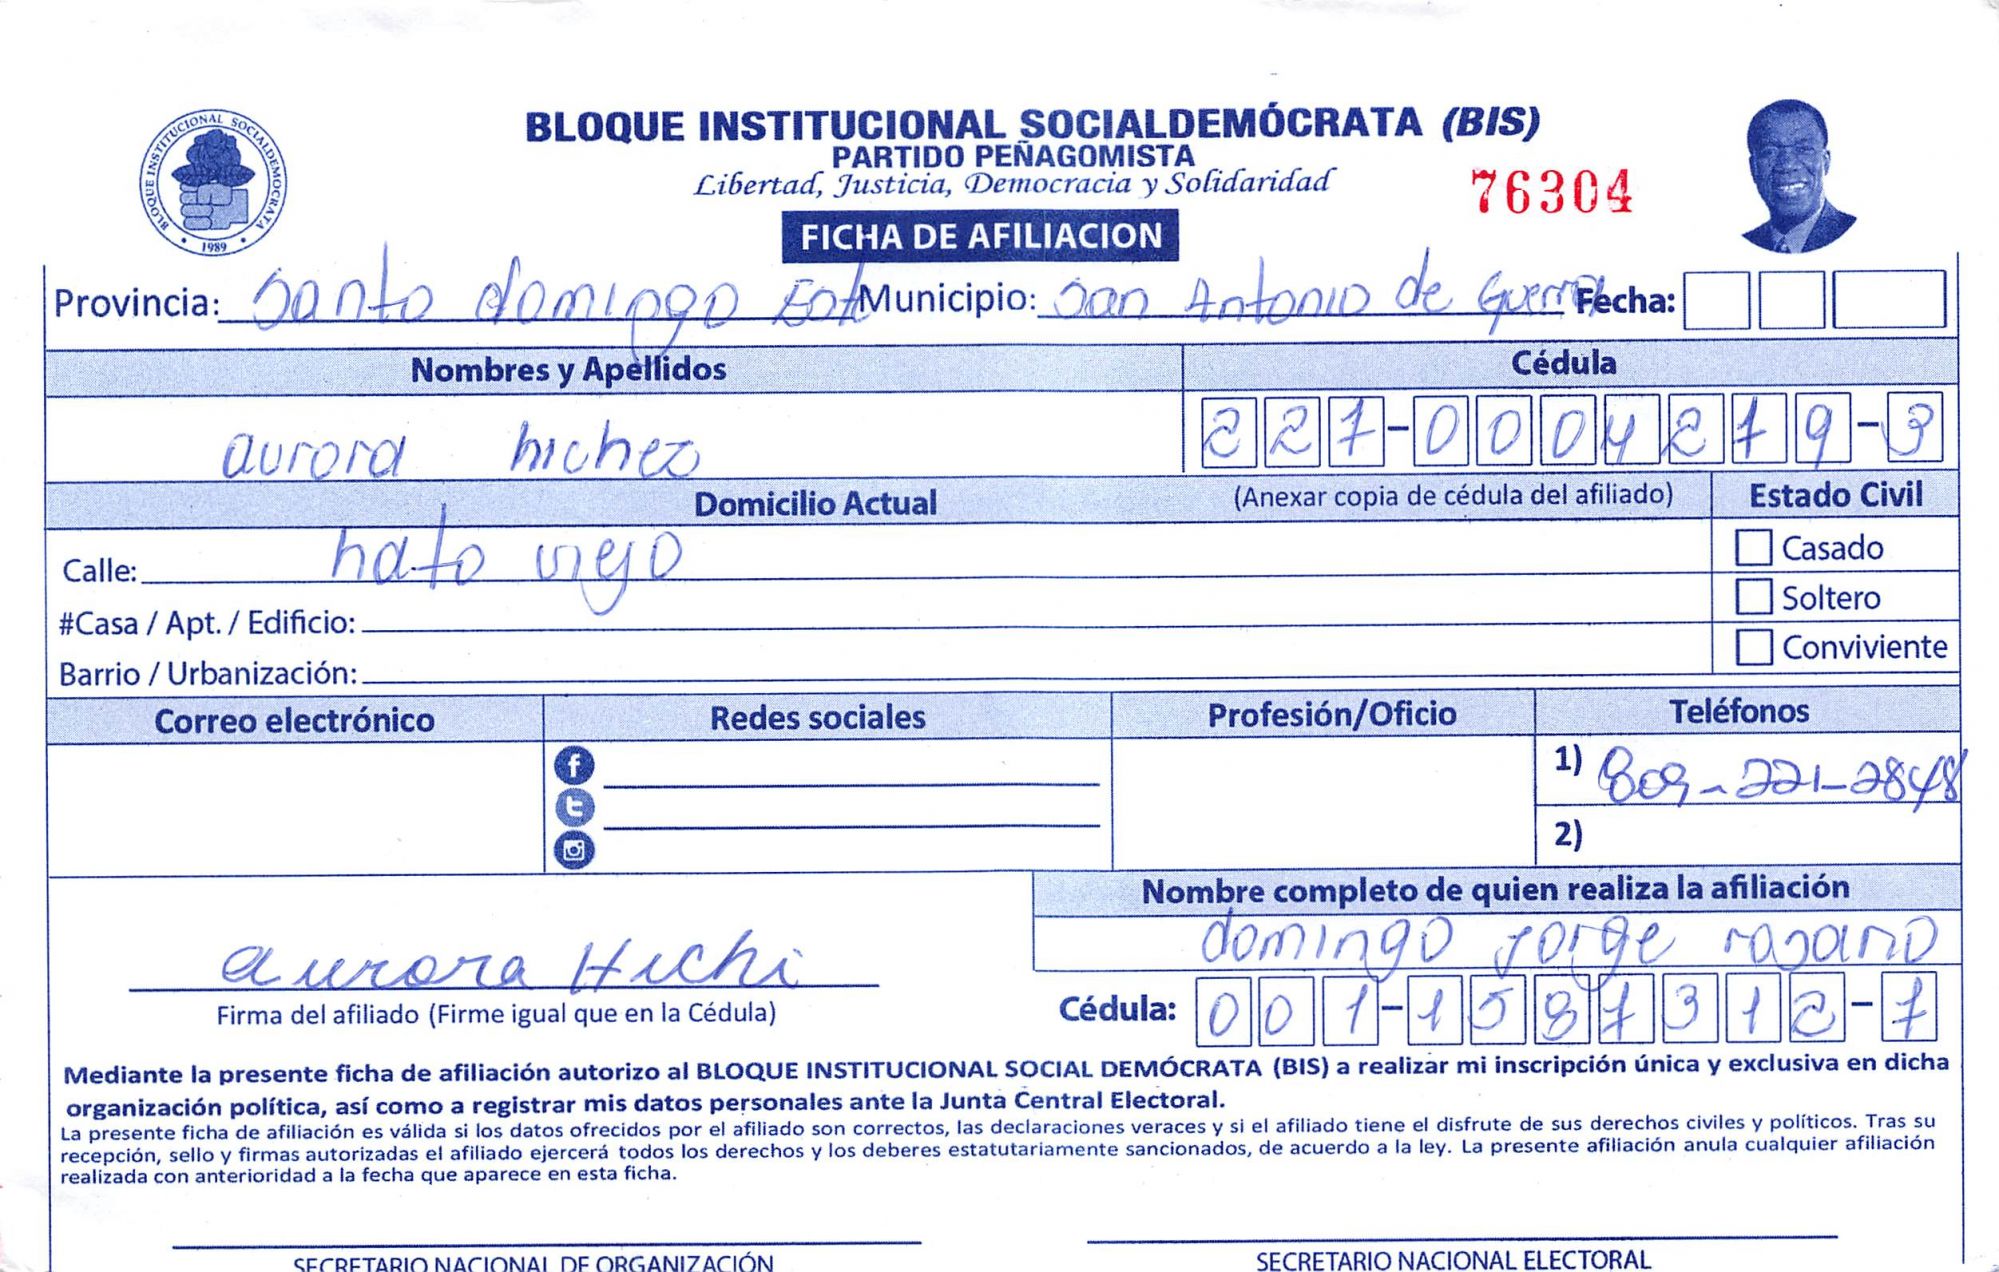 BLOQUE INSTITUCIONAL SOCIALDEMÓCRATA
1989
BLOQUE INSTITUCIONAL SOCIALDEMÓCRATA (BIS)
PARTIDO PEÑAGOMISTA
Libertad, Justicia, Democracia y Solidaridad
76304
FICHA DE AFILIACION
Provincia: Santo domingo Este Municipio: San Antonio de Guerra Fecha:
Nombres y Apellidos Cédula
aurora hichez 227-0004279-3
Domicilio Actual (Anexar copia de cédula del afiliado) Estado Civil
Calle: hato viejo Casado
#Casa / Apt. / Edificio: Soltero
Barrio / Urbanización: Conviviente
Correo electrónico Redes sociales Profesión/Oficio Teléfonos
1) 809-221-2848
2)
Nombre completo de quien realiza la afiliación
domingo jorge rosario
aurora Hichi
Firma del afiliado (Firme igual que en la Cédula) Cédula: 001-1587312-7
Mediante la presente ficha de afiliación autorizo al BLOQUE INSTITUCIONAL SOCIAL DEMÓCRATA (BIS) a realizar mi inscripción única y exclusiva en dicha
organización política, así como a registrar mis datos personales ante la Junta Central Electoral.
La presente ficha de afiliación es válida si los datos ofrecidos por el afiliado son correctos, las declaraciones veraces y si el afiliado tiene el disfrute de sus derechos civiles y políticos. Tras su
recepción, sello y firmas autorizadas el afiliado ejercerá todos los derechos y los deberes estatutariamente sancionados, de acuerdo a la ley. La presente afiliación anula cualquier afiliación
realizada con anterioridad a la fecha que aparece en esta ficha.
SECRETARIO NACIONAL DE ORGANIZACIÓN SECRETARIO NACIONAL ELECTORAL